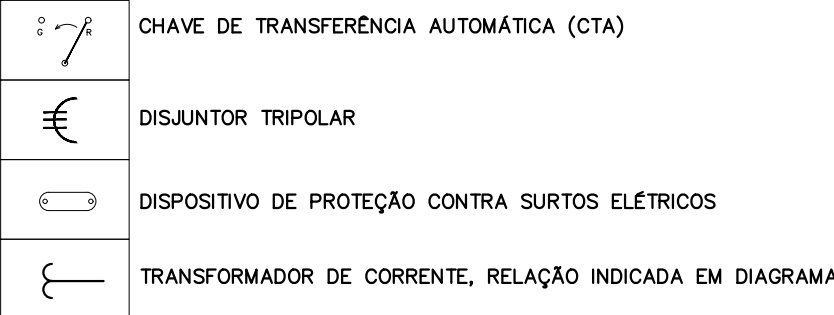 G R CHAVE DE TRANSFERÊNCIA AUTOMÁTICA (CTA)
DISJUNTOR TRIPOLAR
DISPOSITIVO DE PROTEÇÃO CONTRA SURTOS ELÉTRICOS
TRANSFORMADOR DE CORRENTE, RELAÇÃO INDICADA EM DIAGRAMA